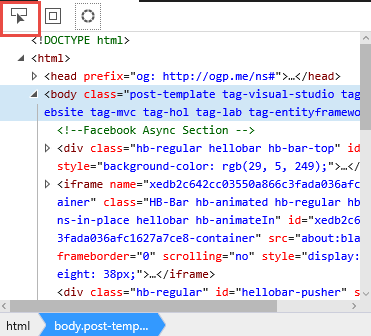 <!DOCTYPE html>
<html>
<head prefix="og: http://ogp.me/ns#">…</head>
<body class="post-template tag-visual-studio tag
ebsite tag-mvc tag-hol tag-lab tag-entityframewo
<!--Facebook Async Section -->
<div class="hb-regular hellobar hb-bar-top" id
style="background-color: rgb(29, 5, 249);">…</
<iframe name="xedb2c642cc03550a866c3fada036afc
ainer" class="HB-Bar hb-animated hb-regular hb
ns-in-place hellobar hb-animateIn" id="xedb2c6
3fada036afc1627a7ce8-container" src="about:bla
frameborder="0" scrolling="no" style="display:
eight: 38px;">…</iframe>
<div class="hb-regular" id="hellobar-pusher" s
html body.post-temp...